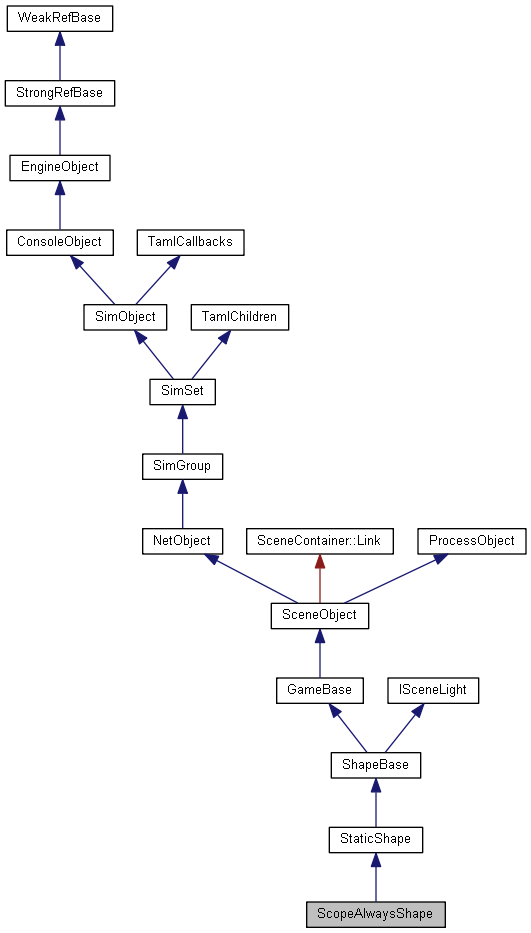 WeakRefBase
StrongRefBase
EngineObject
ConsoleObject
TamlCallbacks
SimObject
TamlChildren
SimSet
SimGroup
NetObject
SceneContainer::Link
ProcessObject
SceneObject
GameBase
ISceneLight
ShapeBase
StaticShape
ScopeAlwaysShape